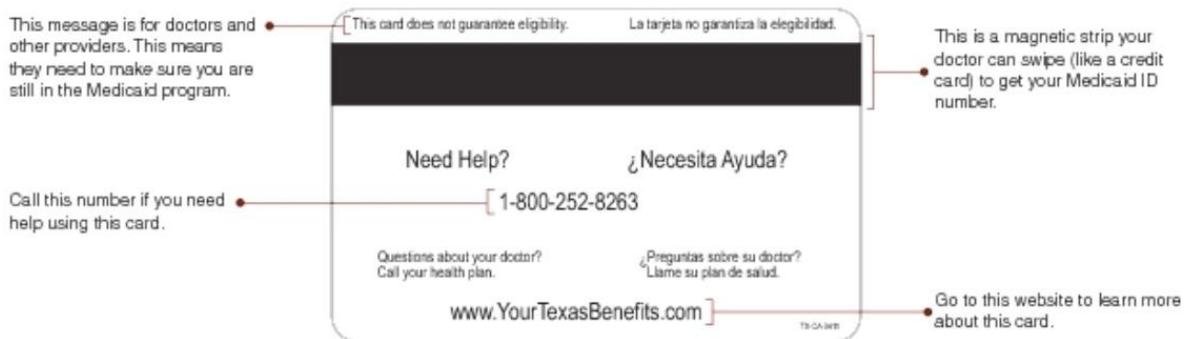 This message is for doctors and
other providers. This means
they need to make sure you are
still in the Medicaid program.
This card does not guarantee eligibility.
La tarjeta no garantiza la elegibilidad.
This is a magnetic strip your
doctor can swipe (like a credit
card) to get your Medicaid ID
number.
Need Help?
¿Necesita Ayuda?
Call this number if you need
help using this card.
1-800-252-8263
Questions about your doctor?
Call your health plan.
¿Preguntas sobre su doctor?
Llame su plan de salud.
www.YourTexasBenefits.com
Go to this website to learn more
about this card.